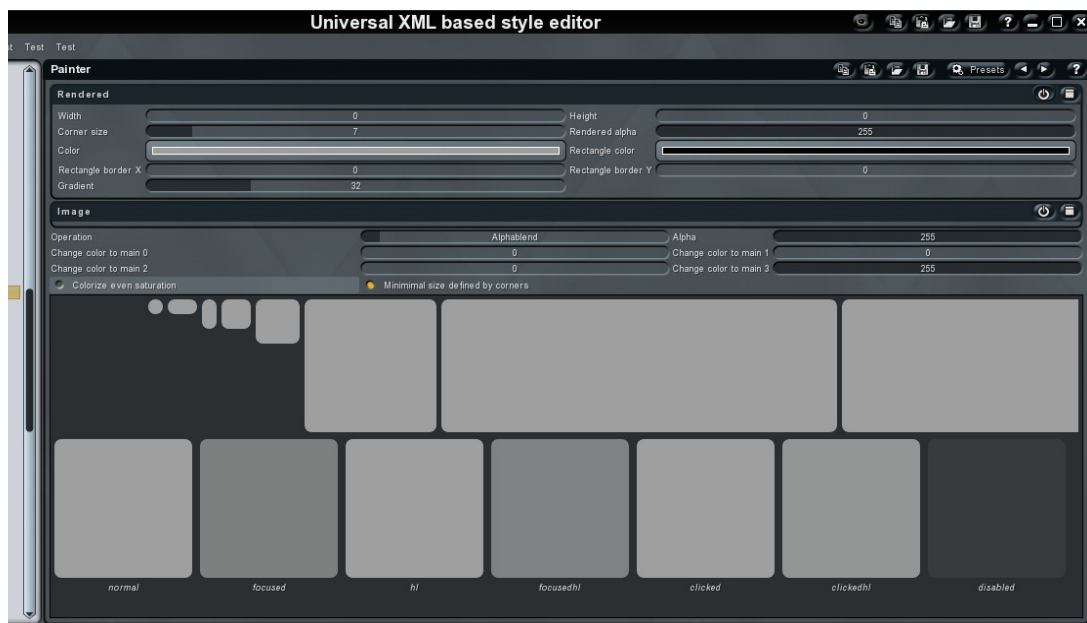 Universal XML based style editor
Test Test
Painter Presets
Rendered
Width 0 Height 0
Corner size 7 Rendered alpha 255
Color Rectangle color
Rectangle border X 0 Rectangle border Y 0
Gradient 32
Image
Operation Alphablend Alpha 255
Change color to main 0 0 Change color to main 1 0
Change color to main 2 0 Change color to main 3 255
Colorize even saturation Minimimal size defined by corners
normal focused hl focusedhl clicked clickedhl disabled